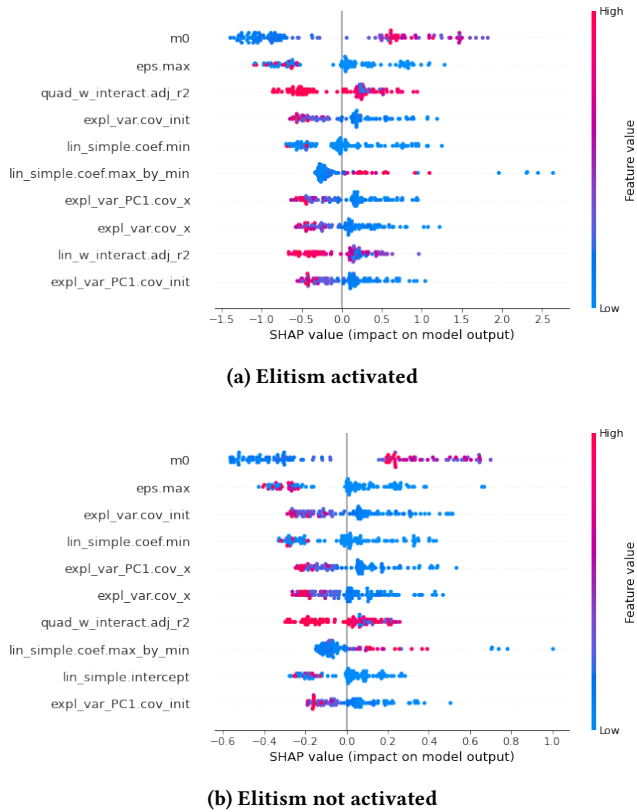 High
m0
eps.max
quad_w_interact.adj_r2
expl_var.cov_init
lin_simple.coef.min
lin_simple.coef.max_by_min
expl_var_PC1.cov_x
expl_var.cov_x
lin_w_interact.adj_r2
expl_var_PC1.cov_init
Feature value
Low
−1.5 −1.0 −0.5 0.0 0.5 1.0 1.5 2.0 2.5
SHAP value (impact on model output)
(a) Elitism activated
High
m0
eps.max
expl_var.cov_init
lin_simple.coef.min
expl_var_PC1.cov_x
expl_var.cov_x
quad_w_interact.adj_r2
lin_simple.coef.max_by_min
lin_simple.intercept
expl_var_PC1.cov_init
Feature value
Low
−0.6 −0.4 −0.2 0.0 0.2 0.4 0.6 0.8 1.0
SHAP value (impact on model output)
(b) Elitism not activated